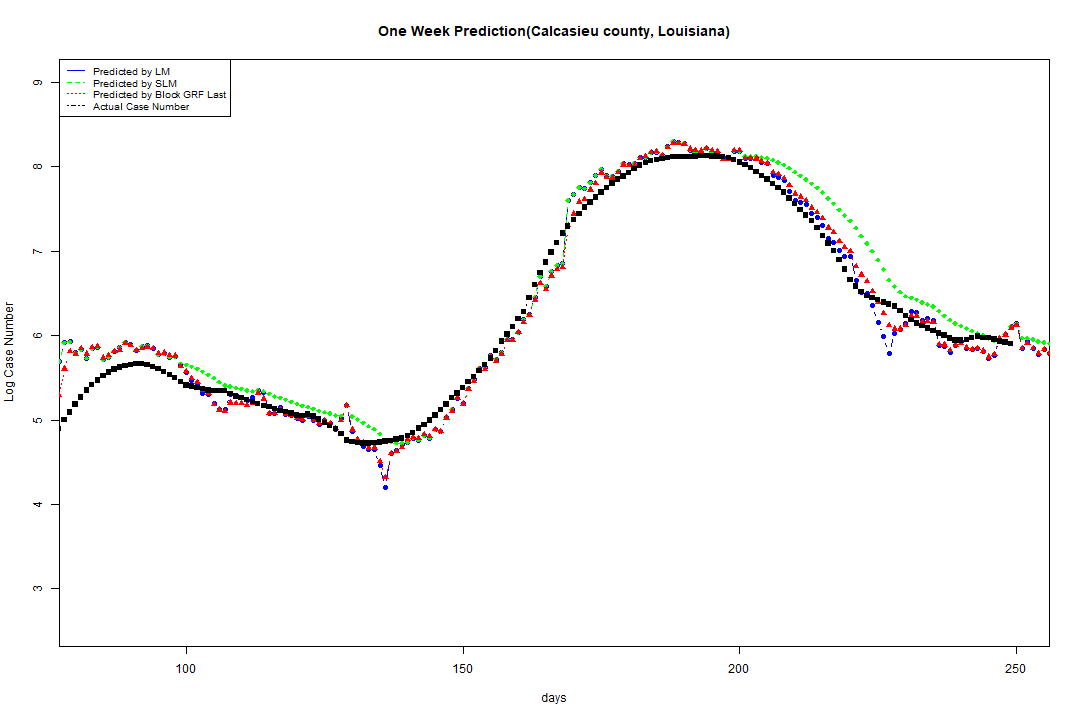 One Week Prediction(Calcasieu county, Louisiana)
Predicted by LM
Predicted by SLM
Predicted by Block GRF Last
Actual Case Number
9
8
7
6
5
4
3
Log Case Number
100 150 200 250
days